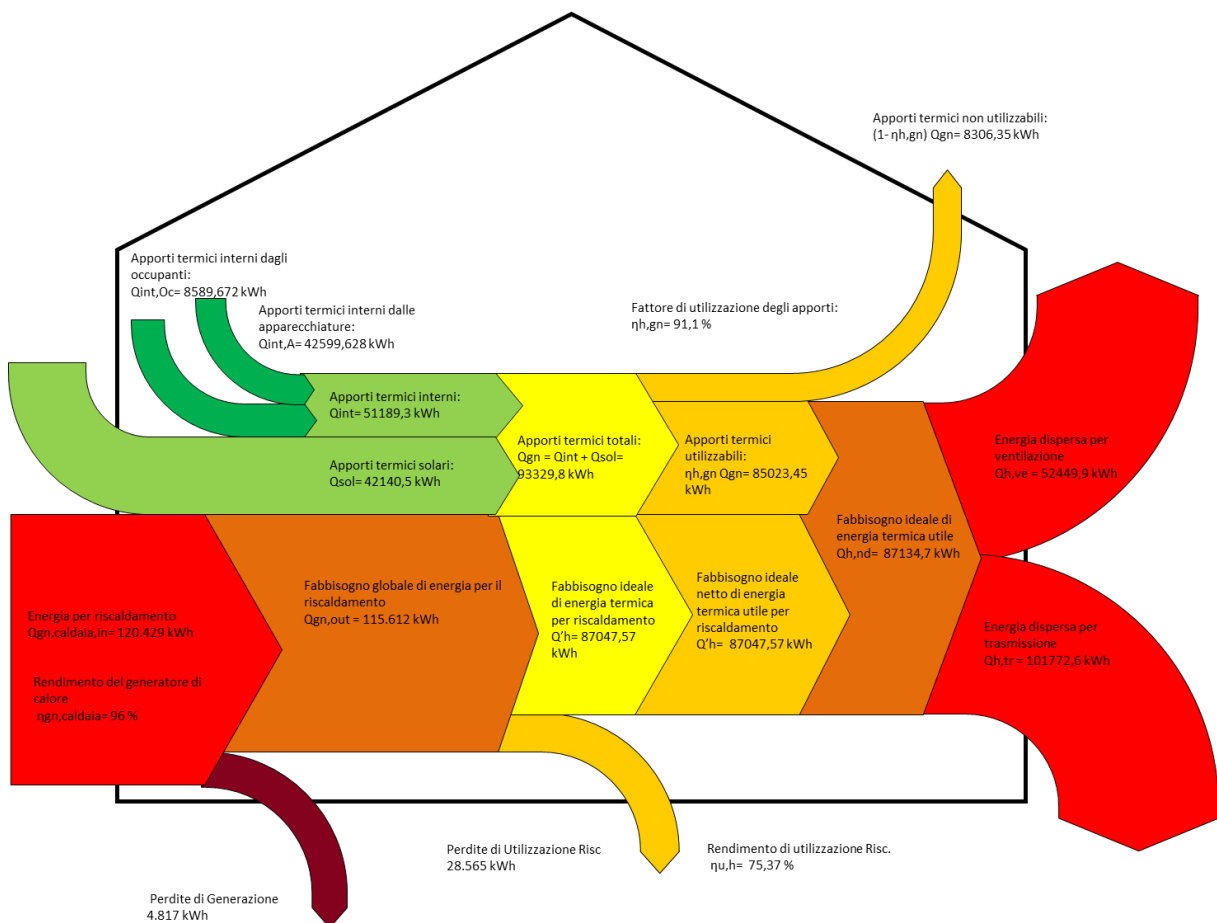 Apporti termici non utilizzabili:
(1- ηh,gn) Qgn= 8306,35 kWh
Apporti termici interni dagli
occupanti:
Qint,Oc= 8589,672 kWh
Apporti termici interni dalle
apparecchiature:
Qint,A= 42599,628 kWh
Fattore di utilizzazione degli apporti:
ηh,gn= 91,1 %
Apporti termici interni:
Qint= 51189,3 kWh
Apporti termici solari:
Qsol= 42140,5 kWh
Apporti termici totali:
Qgn = Qint + Qsol=
93329,8 kWh
Apporti termici
utilizzabili:
ηh,gn Qgn= 85023,45
kWh
Energia dispersa per
ventilazione
Qh,ve = 52449,9 kWh
Fabbisogno ideale di
energia termica utile
Qh,nd= 87134,7 kWh
Energia per riscaldamento
Qgn,caldaia,In= 120.429 kWh
Rendimento del generatore di
calore
ηgn,caldaia= 96 %
Fabbisogno globale di energia per il
riscaldamento
Qgn,out = 115.612 kWh
Fabbisogno ideale
di energia termica
per riscaldamento
Q’h= 87047,57
kWh
Fabbisogno ideale
netto di energia
termica utile per
riscaldamento
Q’h= 87047,57 kWh
Energia dispersa per
trasmissione
Qh,tr = 101772,6 kWh
Perdite di Utilizzazione Risc
28.565 kWh
Rendimento di utilizzazione Risc.
ηu,h= 75,37 %
Perdite di Generazione
4.817 kWh